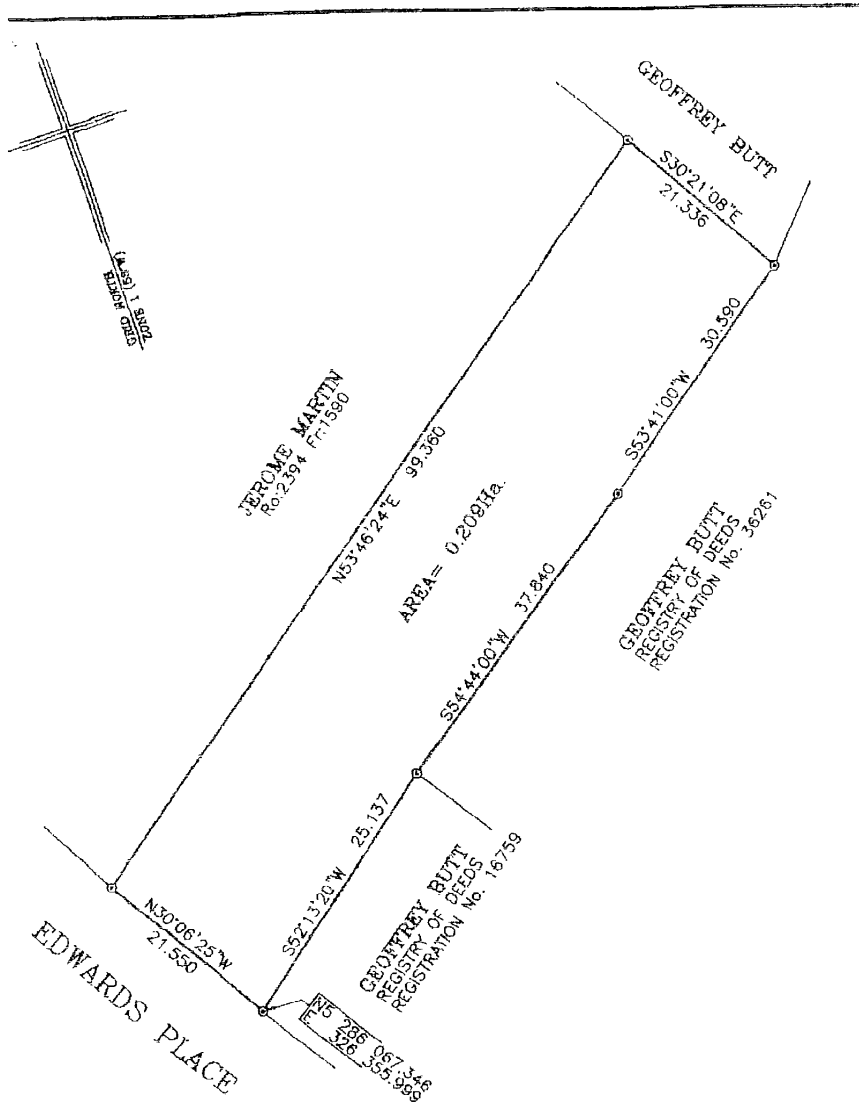 GEOFFREY BUTT
S30°21'08"E
21.336
GRID NORTH
ZONE 1 (53°W)
30.590
S53°41'00"W
JEROME MARTIN
Ro:2394 Fr:1590
N53°46'24"E 99.360
AREA= 0.209Ha.
GEOFFREY BUTT
REGISTRY OF DEEDS
REGISTRATION No. 36261
S54°44'00"W 37.840
S52°13'20"W 25.137
GEOFFREY BUTT
REGISTRY OF DEEDS
REGISTRATION No. 16759
N30°06'25"W
21.550
EDWARDS PLACE
N5 286 067.346
E 326 355.999